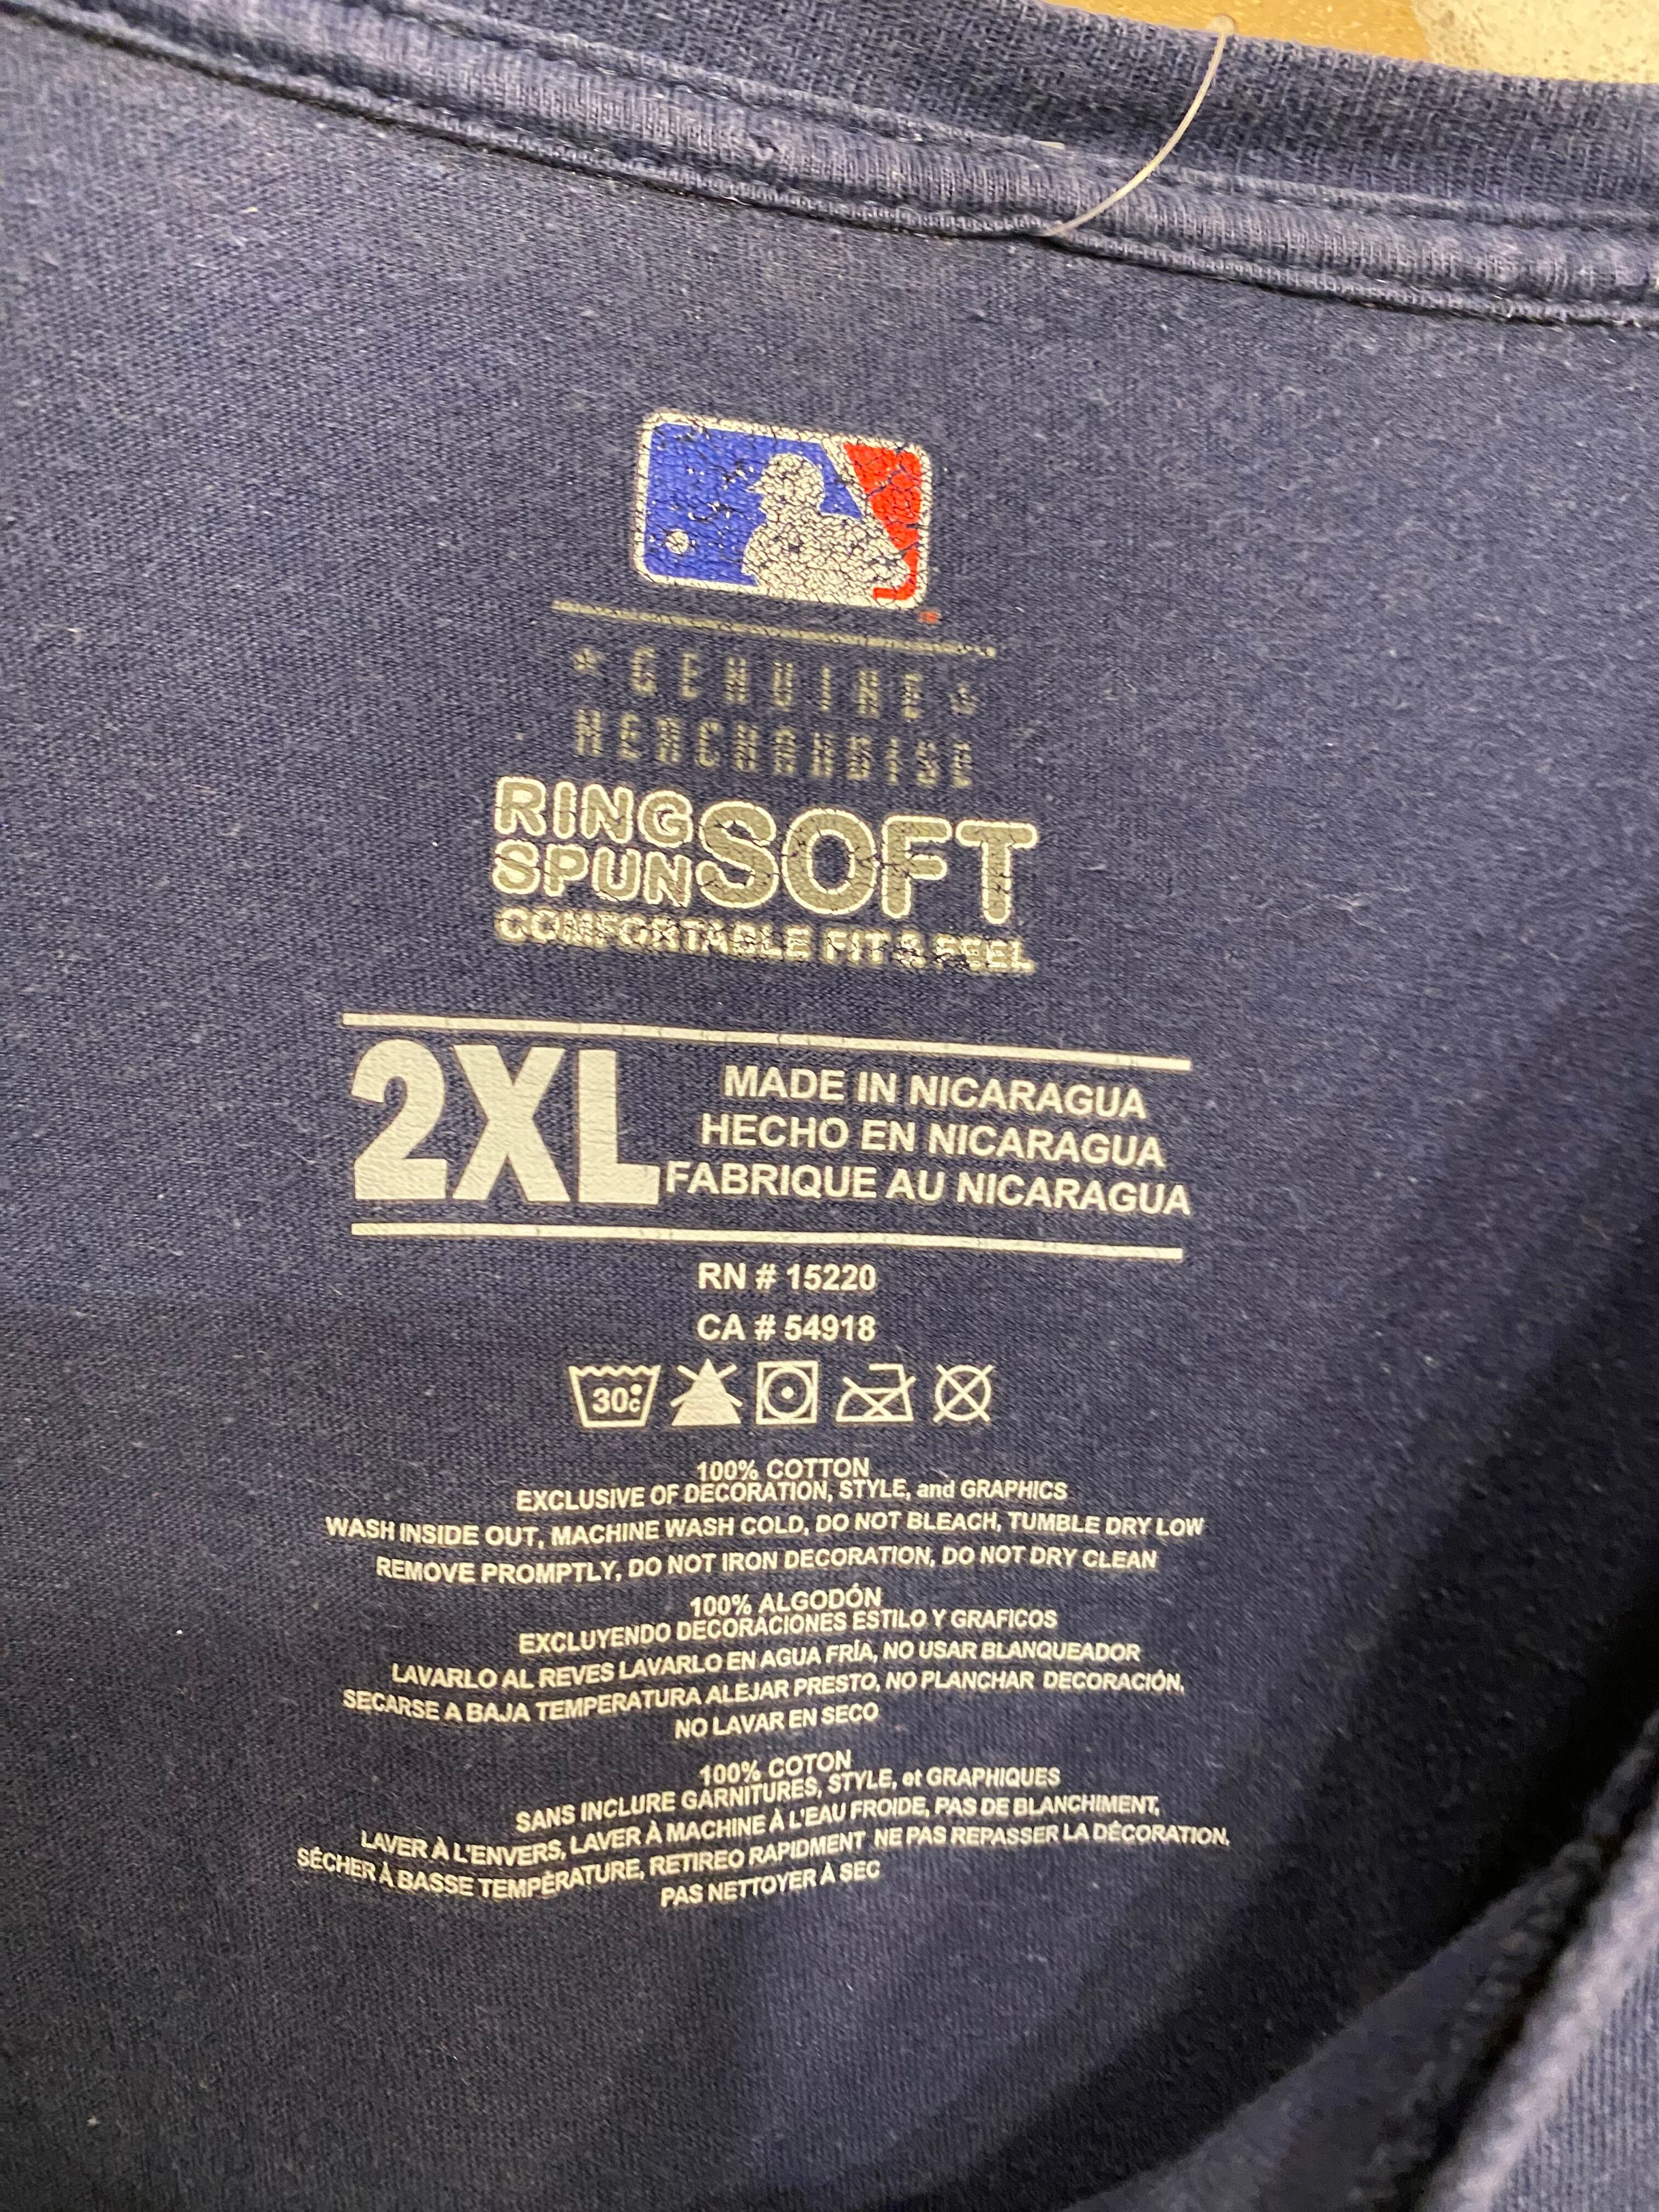 GENUINE
MERCHANDISE
RING SPUN SOFT
COMFORTABLE FIT & FEEL
2XL
MADE IN NICARAGUA
HECHO EN NICARAGUA
FABRIQUE AU NICARAGUA
RN # 15220
CA # 54918
30c
100% COTTON
EXCLUSIVE OF DECORATION, STYLE, and GRAPHICS
WASH INSIDE OUT, MACHINE WASH COLD, DO NOT BLEACH, TUMBLE DRY LOW
REMOVE PROMPTLY, DO NOT IRON DECORATION, DO NOT DRY CLEAN
100% ALGODÓN
EXCLUYENDO DECORACIONES ESTILO Y GRAFICOS
LAVARLO AL REVES LAVARLO EN AGUA FRÍA, NO USAR BLANQUEADOR
SECARSE A BAJA TEMPERATURA ALEJAR PRESTO, NO PLANCHAR DECORACIÓN,
NO LAVAR EN SECO
100% COTON
SANS INCLURE GARNITURES, STYLE, et GRAPHIQUES
LAVER À L'ENVERS, LAVER À MACHINE À L'EAU FROIDE, PAS DE BLANCHIMENT,
SÉCHER À BASSE TEMPÉRATURE, RETIREO RAPIDMENT NE PAS REPASSER LA DÉCORATION,
PAS NETTOYER À SEC